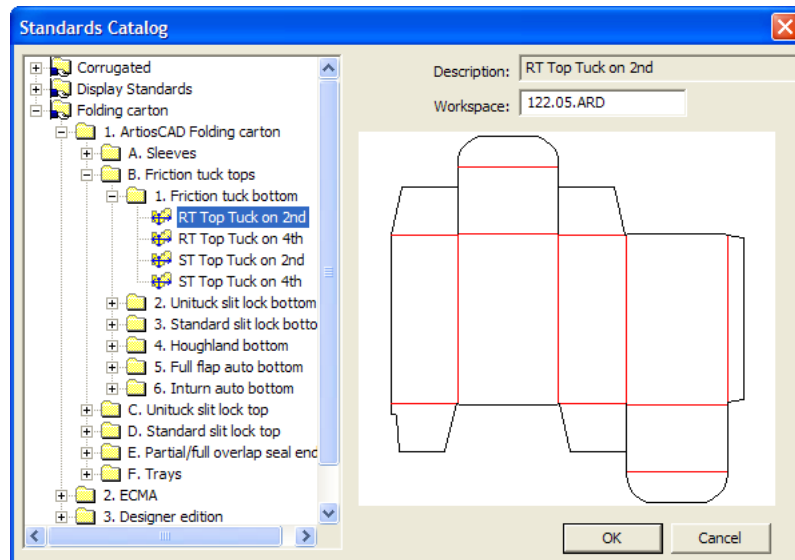 Standards Catalog
Corrugated
Display Standards
Folding carton
1. ArtiosCAD Folding carton
A. Sleeves
B. Friction tuck tops
1. Friction tuck bottom
RT Top Tuck on 2nd
RT Top Tuck on 4th
ST Top Tuck on 2nd
ST Top Tuck on 4th
2. Unituck slit lock bottom
3. Standard slit lock botto
4. Houghland bottom
5. Full flap auto bottom
6. Inturn auto bottom
C. Unituck slit lock top
D. Standard slit lock top
E. Partial/full overlap seal end
F. Trays
2. ECMA
3. Designer edition
Description: RT Top Tuck on 2nd
Workspace: 122.05.ARD
OK Cancel